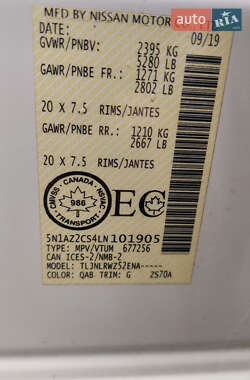 auto RIA .com
MFD BY NISSAN MOTOR
DATE: 09/19
GVWR/PNBV: 2395 KG
5280 LB
GAWR/PNBE FR.: 1271 KG
2802 LB
20 X 7.5 RIMS/JANTES
GAWR/PNBE RR.: 1210 KG
2667 LB
20 X 7.5 RIMS/JANTES
CANADA
CMVSS NSVAC
986
TRANSPORT
EC
5N1AZ2CS4LN101905
TYPE: MPV/VTUM 677256
CAN ICES-2/NMB-2
MODEL: TLJNLRWZ52ENA-----
COLOR: QAB TRIM: G 2S70A